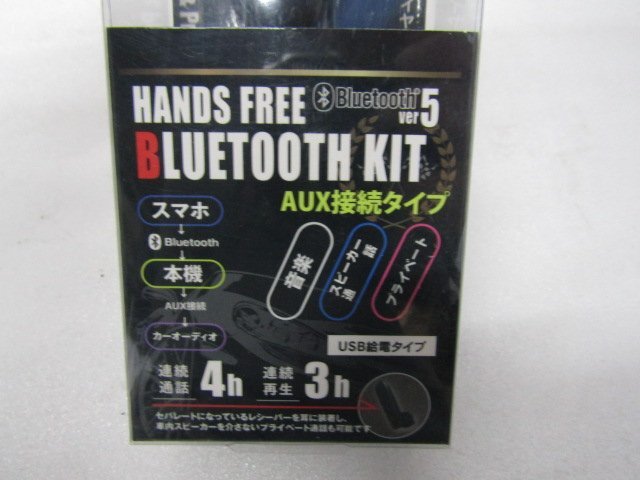 HANDS FREE Bluetooth ver5
BLUETOOTH KIT
AUX接続タイプ
スマホ
Bluetooth
本機
AUX接続
カーオーディオ
音楽
スピーカー
通話
プライベート
USB給電タイプ
連続通話 4h 連続再生 3h
セパレートになっているレシーバーを耳に装着し、
車内スピーカーを介さないプライベート通話も可能です